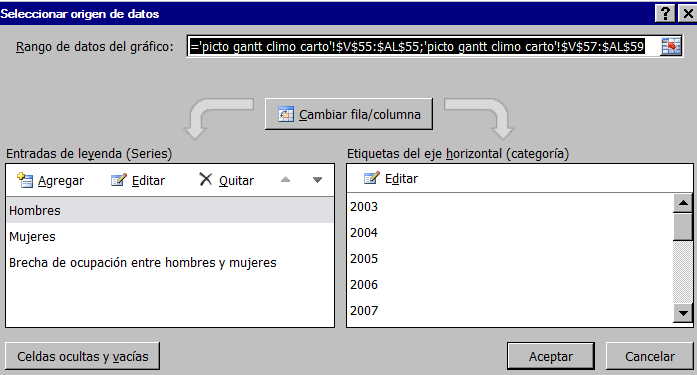 Seleccionar origen de datos
Rango de datos del gráfico: ='picto gantt climo carto'!$V$55:$AL$55;'picto gantt climo carto'!$V$57:$AL$59
Cambiar fila/columna
Entradas de leyenda (Series)
Agregar Editar Quitar
Hombres
Mujeres
Brecha de ocupación entre hombres y mujeres
Etiquetas del eje horizontal (categoría)
Editar
2003
2004
2005
2006
2007
Celdas ocultas y vacías
Aceptar Cancelar